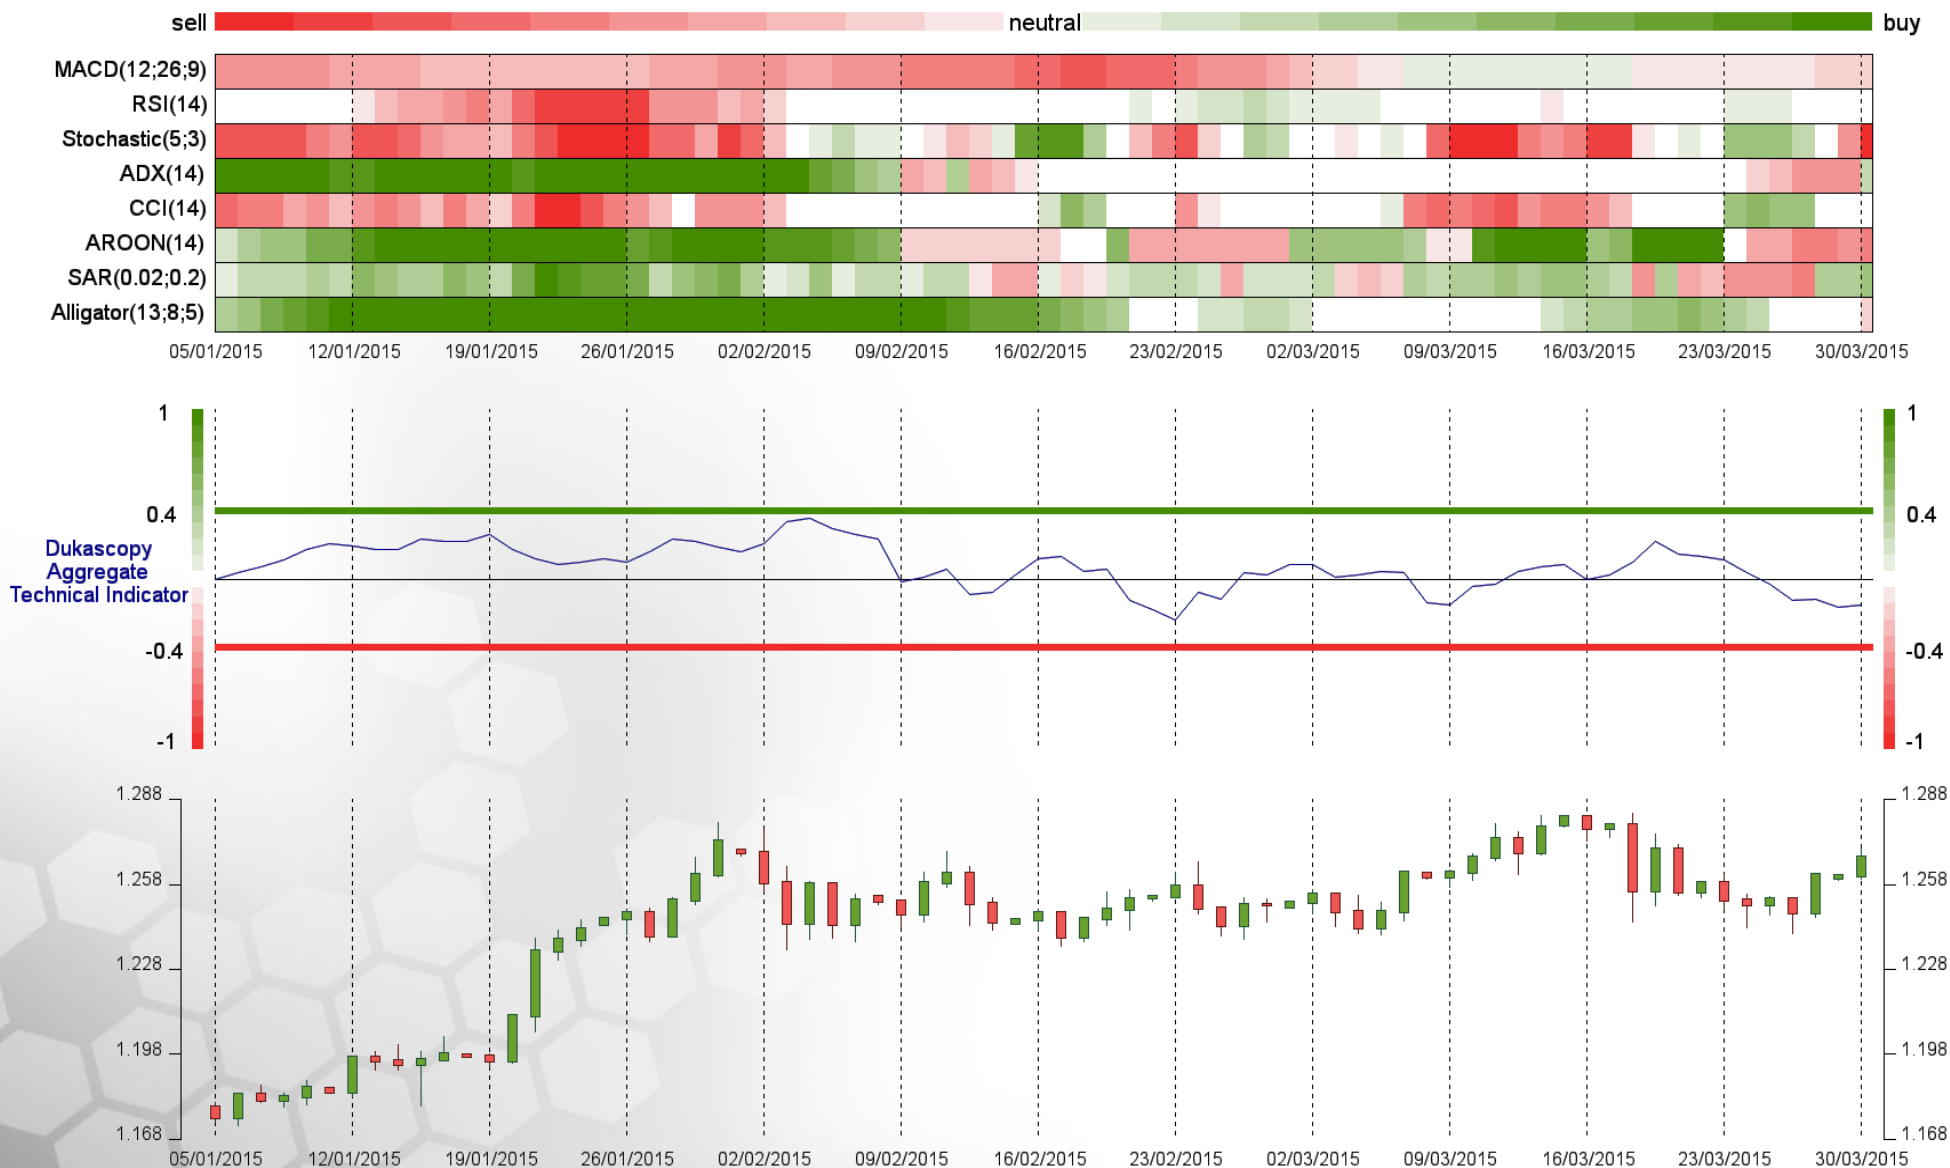 sell neutral buy
MACD(12;26;9)
RSI(14)
Stochastic(5;3)
ADX(14)
CCI(14)
AROON(14)
SAR(0.02;0.2)
Alligator(13;8;5)
05/01/2015 12/01/2015 19/01/2015 26/01/2015 02/02/2015 09/02/2015 16/02/2015 23/02/2015 02/03/2015 09/03/2015 16/03/2015 23/03/2015 30/03/2015
1 1
0.4 0.4
Dukascopy
Aggregate
Technical Indicator
-0.4 -0.4
-1 -1
1.288 1.288
1.258 1.258
1.228 1.228
1.198 1.198
1.168 1.168
05/01/2015 12/01/2015 19/01/2015 26/01/2015 02/02/2015 09/02/2015 16/02/2015 23/02/2015 02/03/2015 09/03/2015 16/03/2015 23/03/2015 30/03/2015